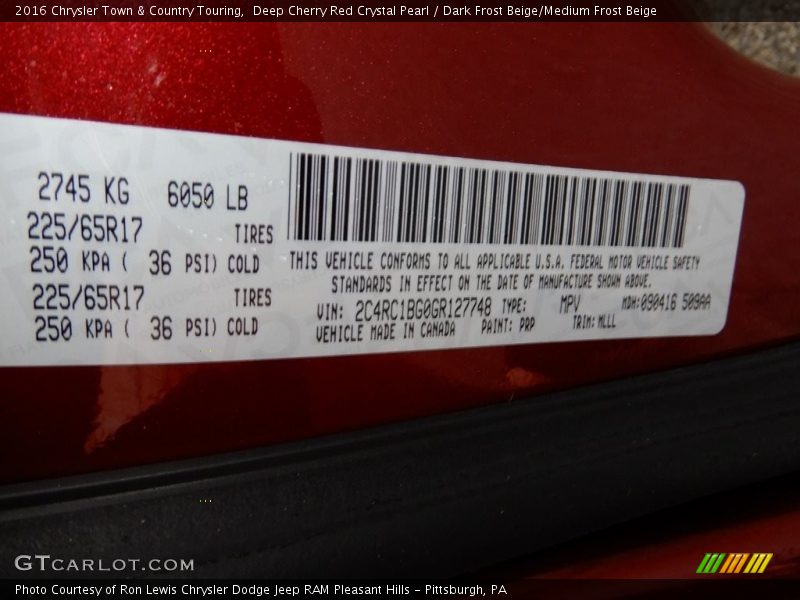 2016 Chrysler Town & Country Touring,  Deep Cherry Red Crystal Pearl / Dark Frost Beige/Medium Frost Beige
2745 KG 6050 LB
225/65R17 TIRES
250 KPA ( 36 PSI) COLD
225/65R17 TIRES
250 KPA ( 36 PSI) COLD
THIS VEHICLE CONFORMS TO ALL APPLICABLE U.S.A. FEDERAL MOTOR VEHICLE SAFETY
STANDARDS IN EFFECT ON THE DATE OF MANUFACTURE SHOWN ABOVE.
VIN: 2C4RC1BG0GR127748 TYPE: MPV MDH:090416 509AA
VEHICLE MADE IN CANADA PAINT: PRP TRIM: MLLL
GTCARLOT.COM
Photo Courtesy of Ron Lewis Chrysler Dodge Jeep RAM Pleasant Hills - Pittsburgh, PA